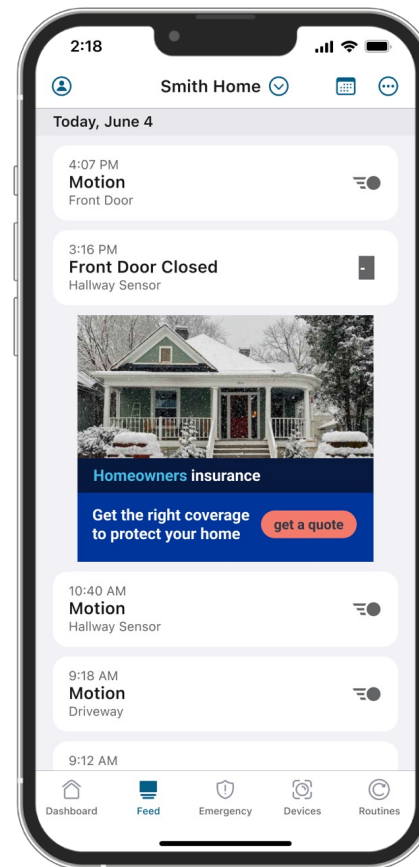 2:18
Smith Home
Today, June 4
4:07 PM
Motion
Front Door
3:16 PM
Front Door Closed
Hallway Sensor
Homeowners insurance
Get the right coverage
to protect your home
get a quote
10:40 AM
Motion
Hallway Sensor
9:18 AM
Motion
Driveway
9:12 AM
Dashboard
Feed
Emergency
Devices
Routines